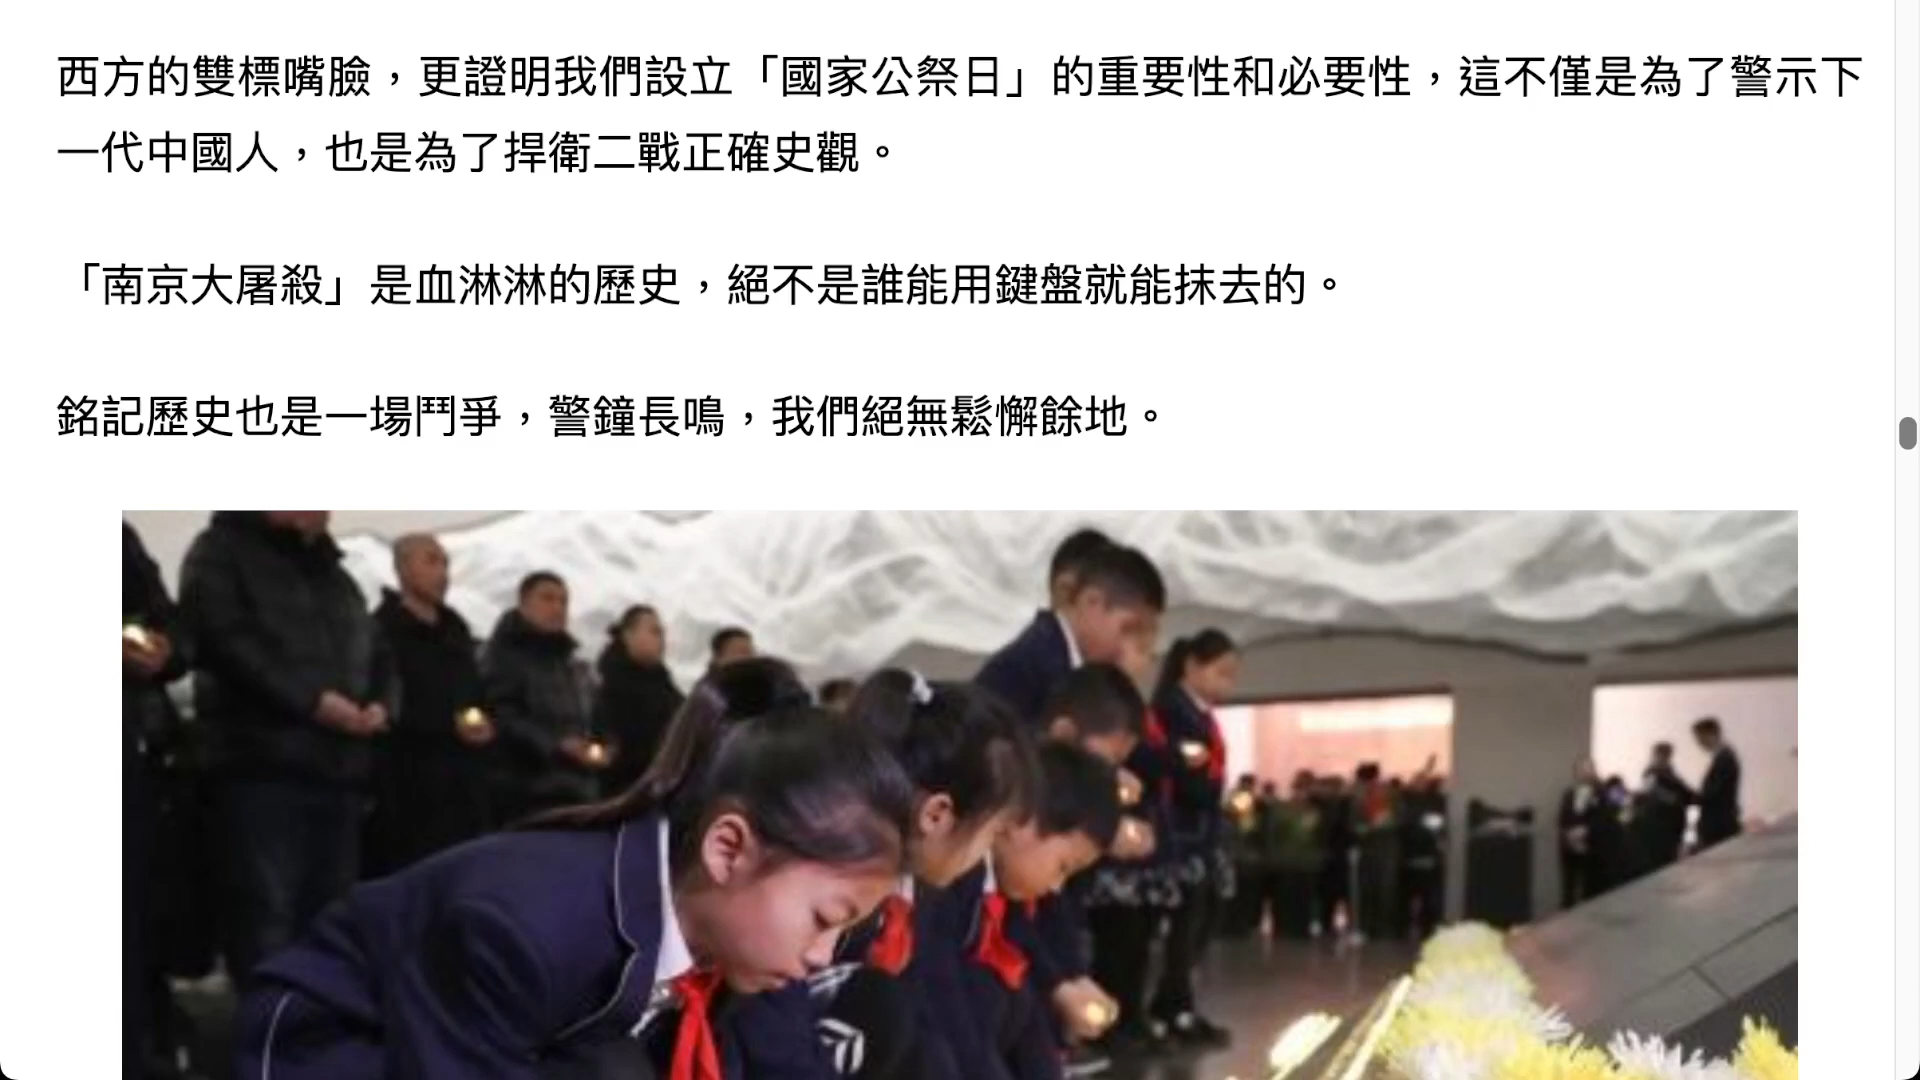 西方的雙標嘴臉，更證明我們設立「國家公祭日」的重要性和必要性，這不僅是為了警示下
一代中國人，也是為了捍衛二戰正確史觀。
「南京大屠殺」是血淋淋的歷史，絕不是誰能用鍵盤就能抹去的。
銘記歷史也是一場鬥爭，警鐘長鳴，我們絕無鬆懈餘地。